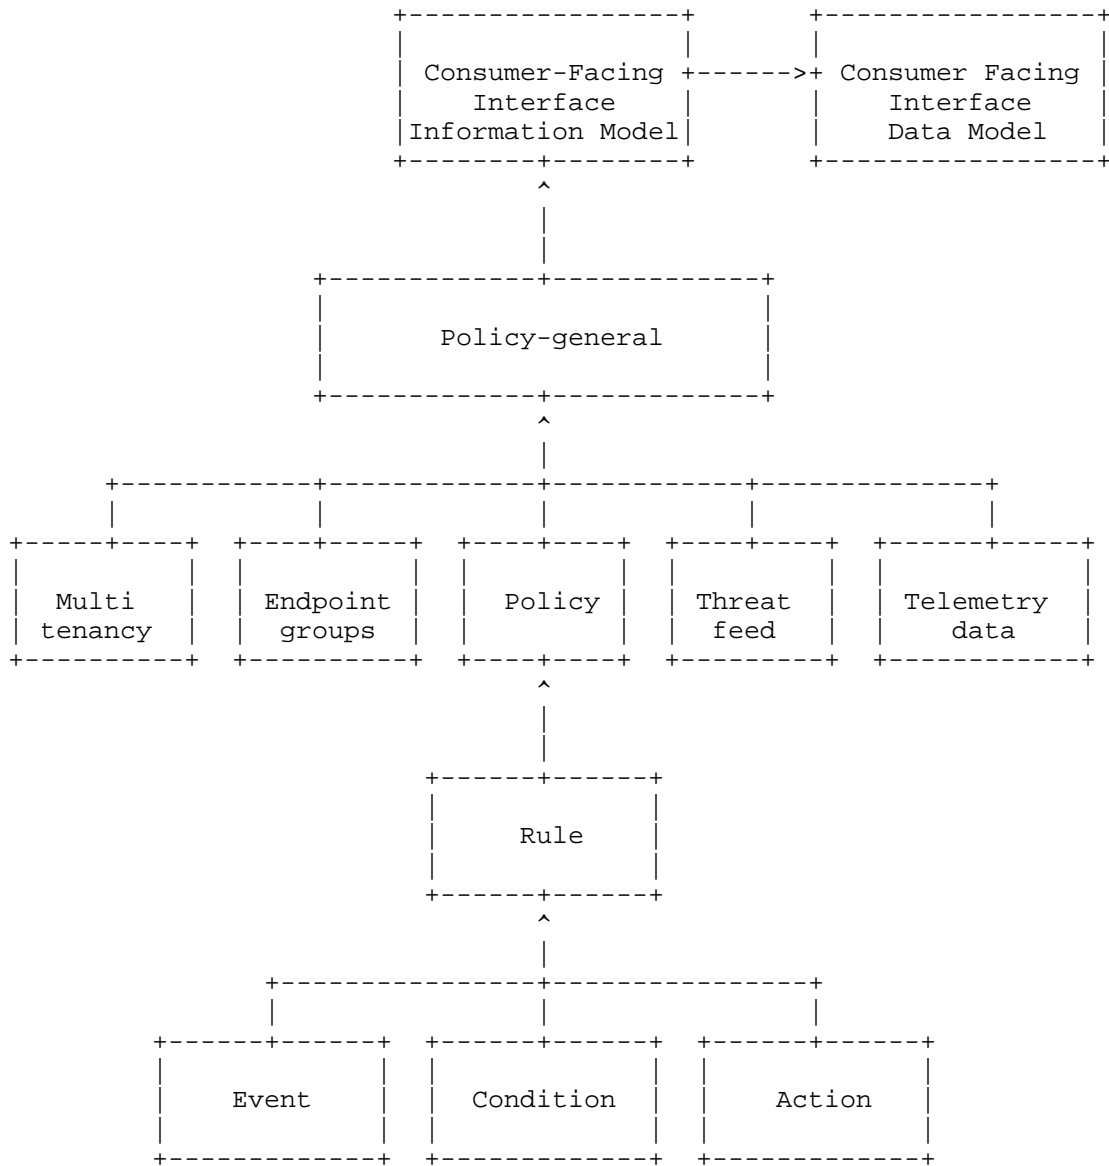 Consumer-Facing
Interface
Information Model
Consumer Facing
Interface
Data Model
Policy-general
Multi
tenancy
Endpoint
groups
Policy
Threat
feed
Telemetry
data
Rule
Event
Condition
Action